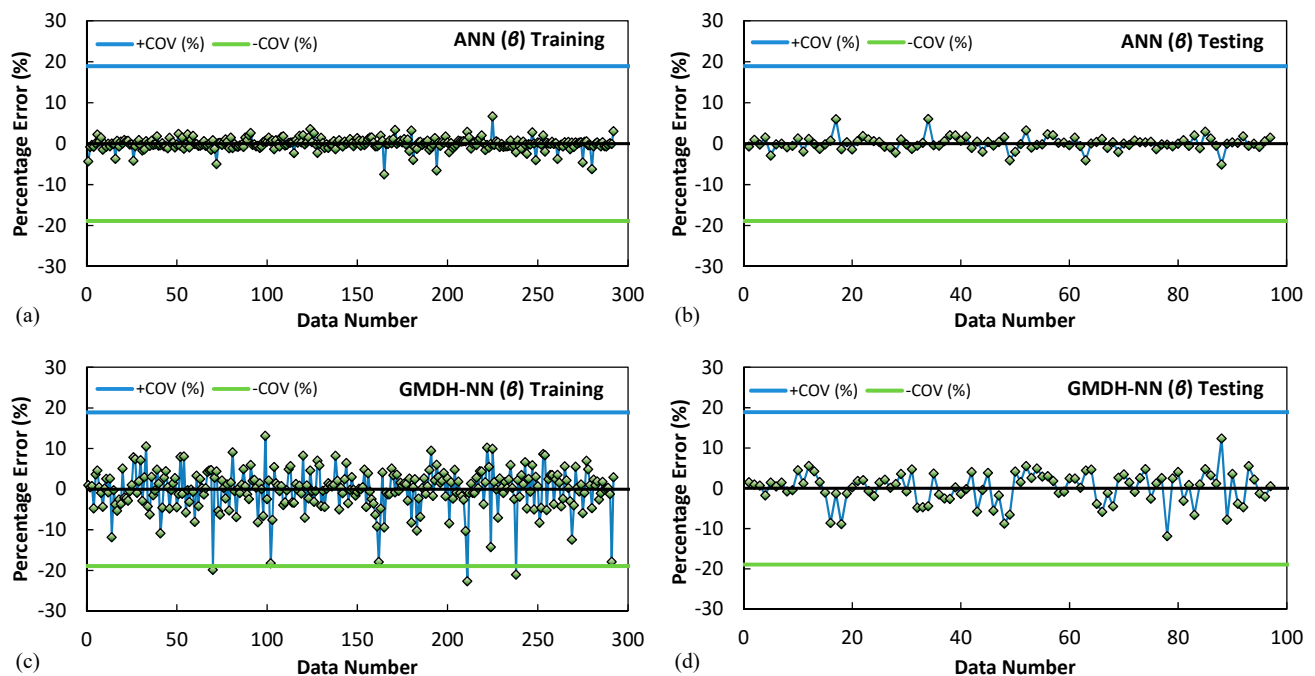 30
20
10
0
-10
-20
-30
Percentage Error (%)
+COV (%)
-COV (%)
ANN (β) Training
0
50
100
150
200
250
300
Data Number
(a)
30
20
10
0
-10
-20
-30
Percentage Error (%)
+COV (%)
-COV (%)
ANN (β) Testing
0
20
40
60
80
100
Data Number
(b)
30
20
10
0
-10
-20
-30
Percentage Error (%)
+COV (%)
-COV (%)
GMDH-NN (β) Training
0
50
100
150
200
250
300
Data Number
(c)
30
20
10
0
-10
-20
-30
Percentage Error (%)
+COV (%)
-COV (%)
GMDH-NN (β) Testing
0
20
40
60
80
100
Data Number
(d)